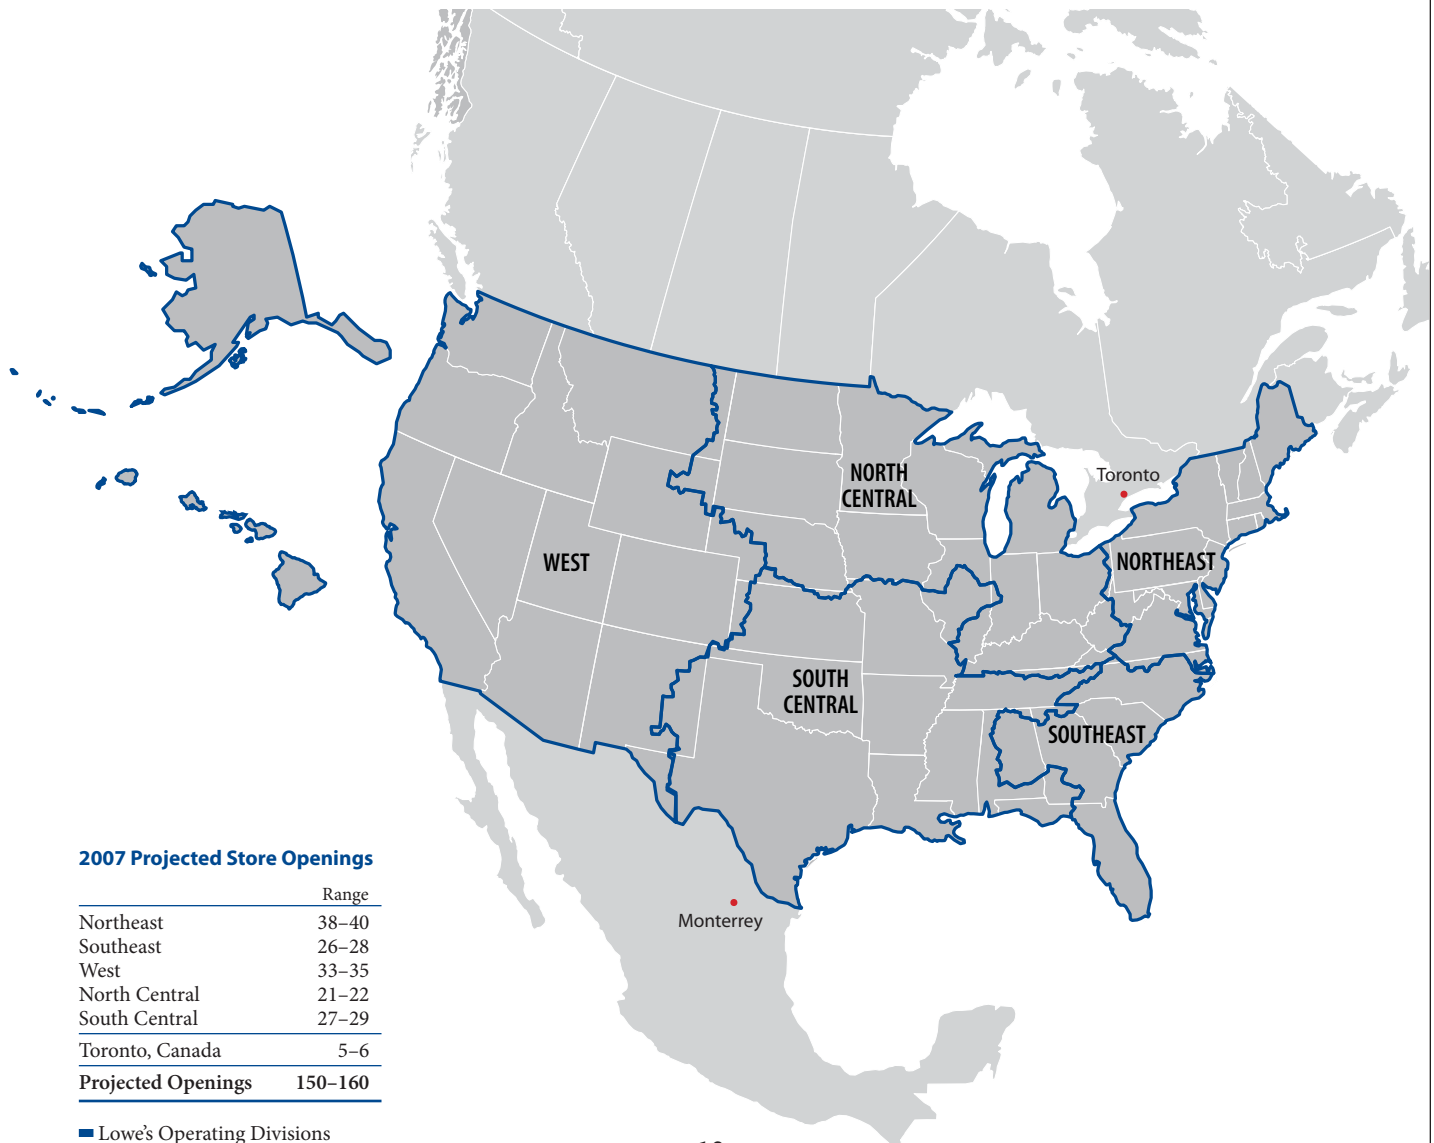 Toronto
NORTH
CENTRAL
NORTHEAST
WEST
SOUTH
CENTRAL
SOUTHEAST
Monterrey
2007 Projected Store Openings
Range
Northeast 38–40
Southeast 26–28
West 33–35
North Central 21–22
South Central 27–29
Toronto, Canada 5–6
Projected Openings 150–160
Lowe's Operating Divisions